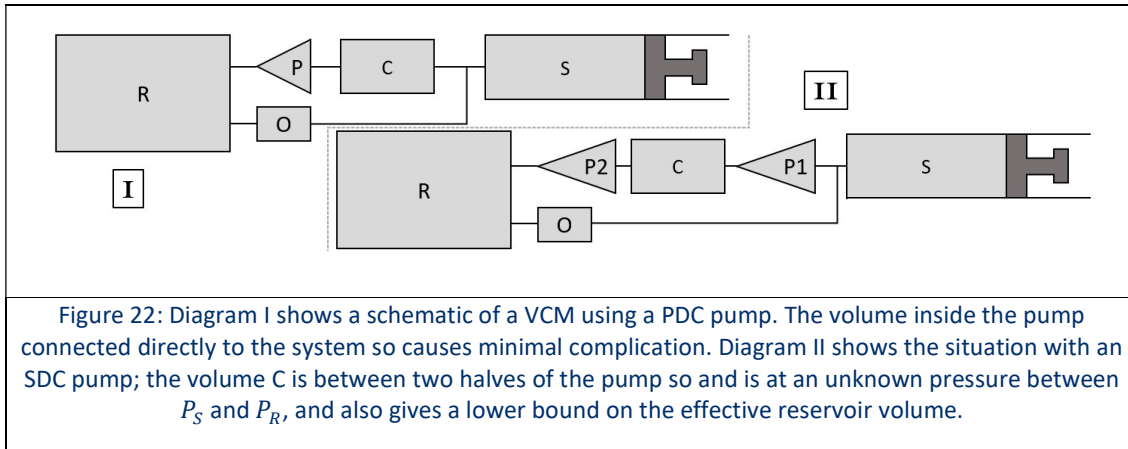 R
P
C
S
O
I
II
R
P2
C
P1
S
O
Figure 22: Diagram I shows a schematic of a VCM using a PDC pump. The volume inside the pump
connected directly to the system so causes minimal complication. Diagram II shows the situation with an
SDC pump; the volume C is between two halves of the pump so and is at an unknown pressure between
𝑃𝑆 and 𝑃𝑅, and also gives a lower bound on the effective reservoir volume.